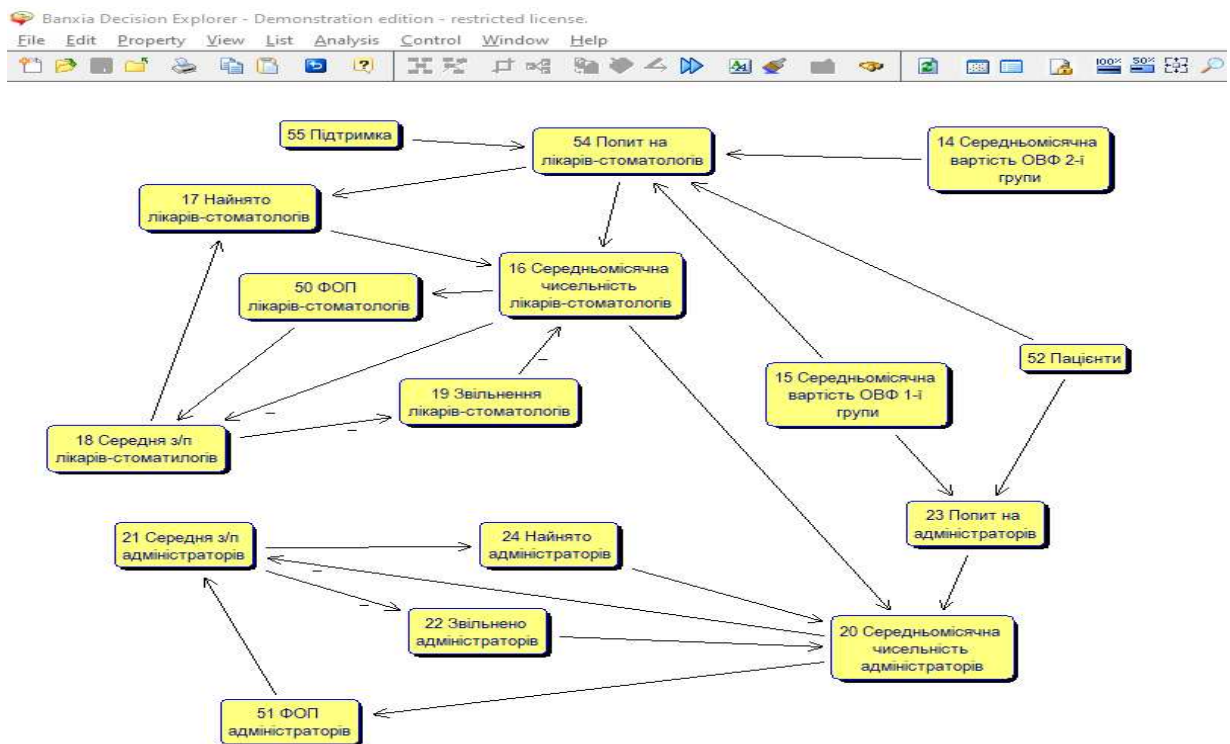 Banxia Decision Explorer - Demonstration edition - restricted license.
File Edit Property View List Analysis Control Window Help
100% 50%
55 Підтримка
54 Попит на
лікарів-стоматологів
14 Середньомісячна
вартість ОВФ 2-ї
групи
17 Найнято
лікарів-стоматологів
16 Середньомісячна
чисельність
лікарів-стоматологів
50 ФОП
лікарів-стоматологів
52 Пацієнти
15 Середньомісячна
вартість ОВФ 1-ї
групи
19 Звільнення
лікарів-стоматологів
18 Середня з/п
лікарів-стоматилогів
23 Попит на
адміністраторів
21 Середня з/п
адміністраторів
24 Найнято
адміністраторів
22 Звільнено
адміністраторів
20 Середньомісячна
чисельність
адміністраторів
51 ФОП
адміністраторів